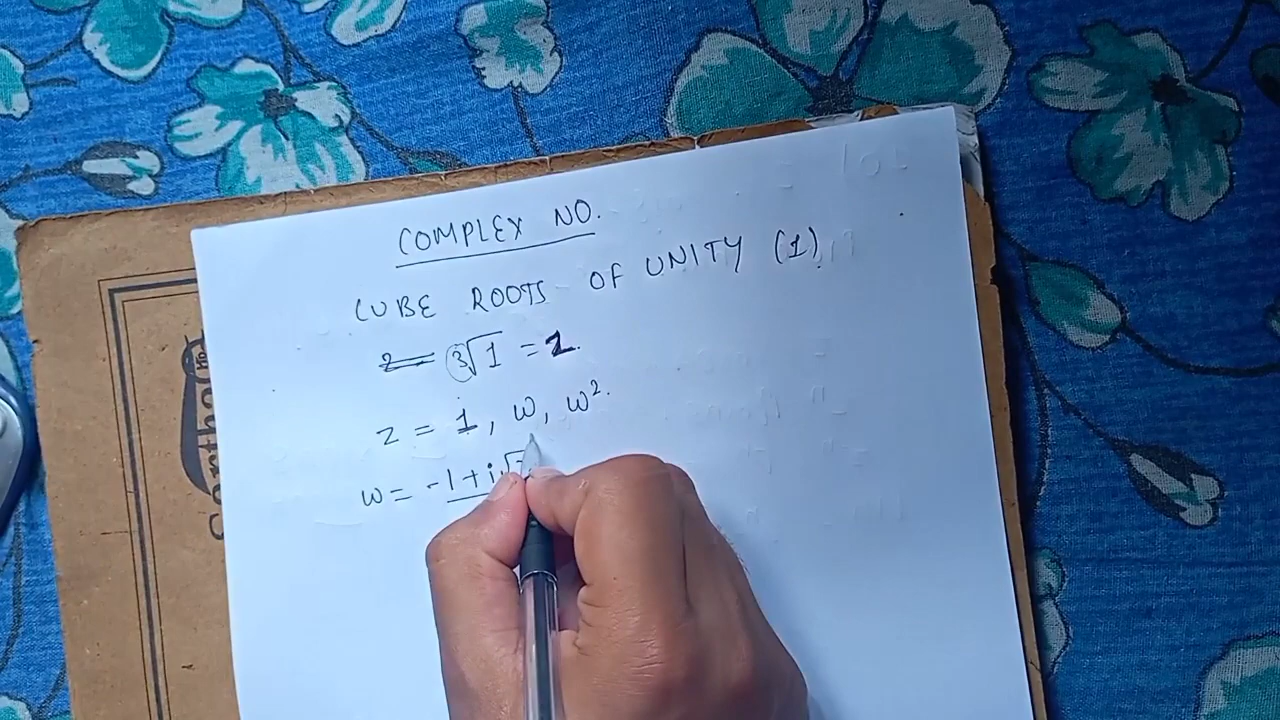 COMPLEX NO.
CUBE ROOTS OF UNITY (1)
∛1 = 1.
z = 1, ω, ω².
ω = -1+i√